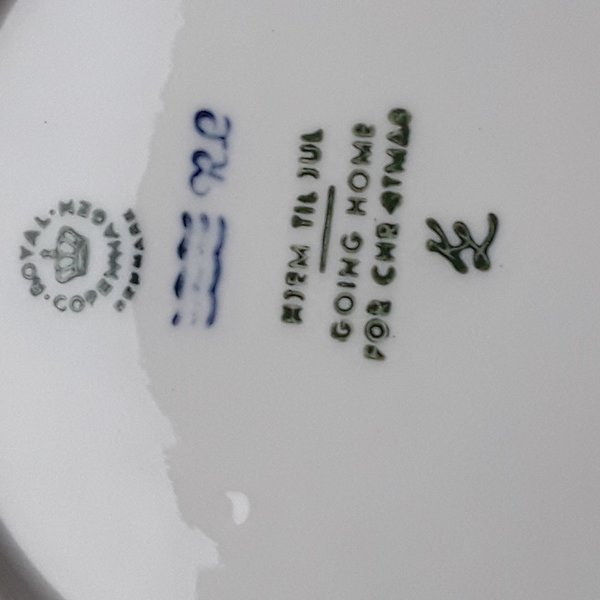 ROYAL COPENHAGEN
DENMARK
HJEM TIL JUL
GOING HOME
FOR CHRISTMAS